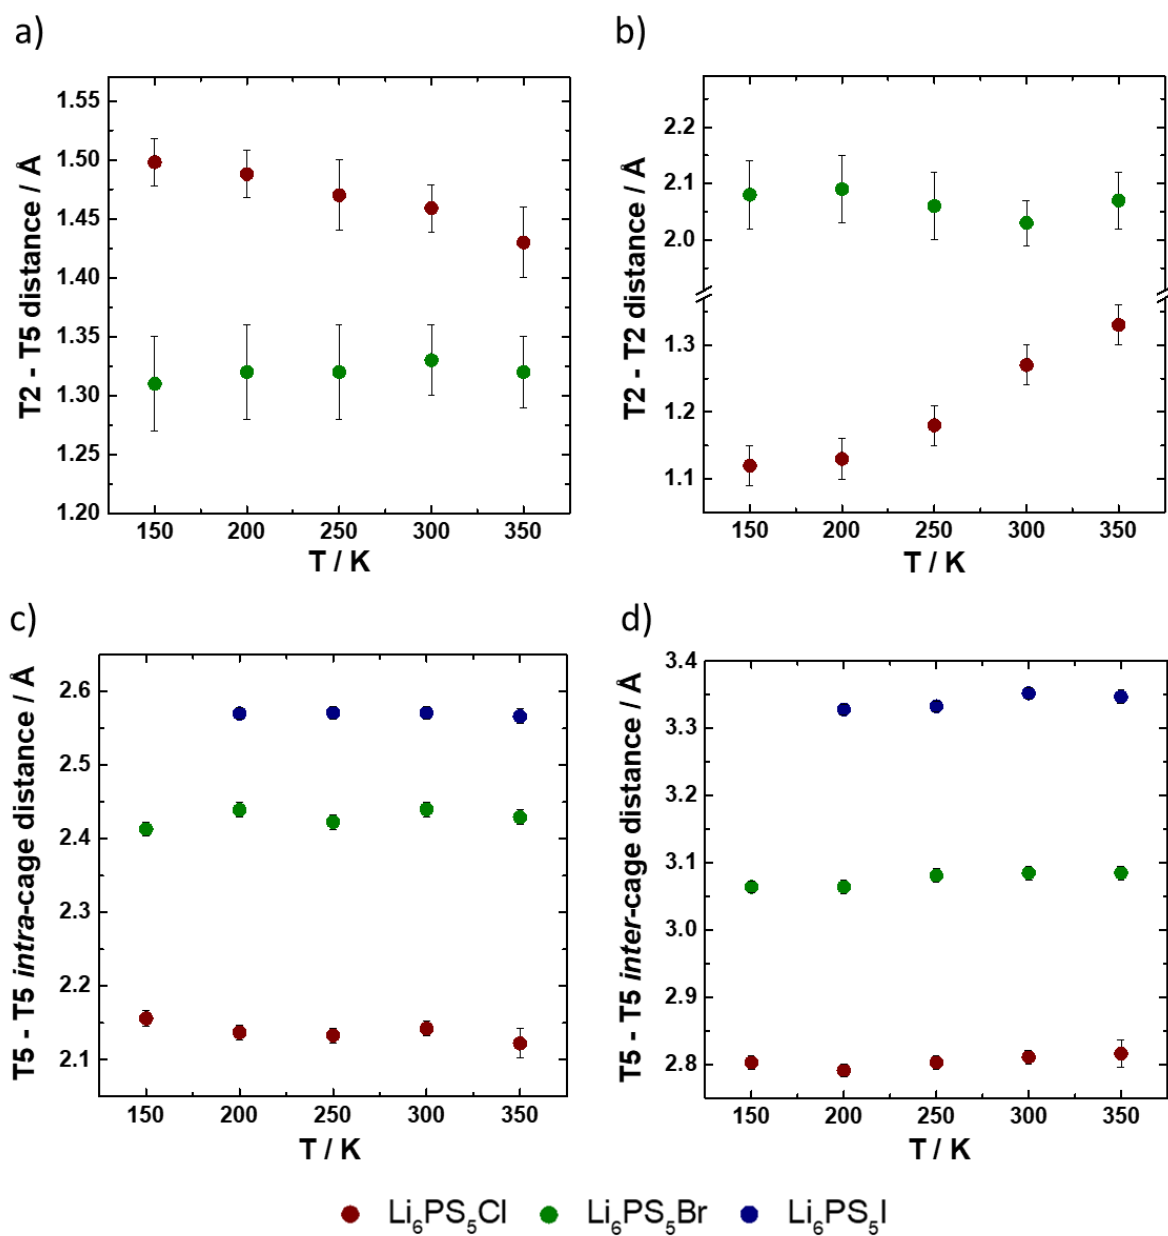 a)
T2 - T5 distance / Å
1.55
1.50
1.45
1.40
1.35
1.30
1.25
1.20
150 200 250 300 350
T / K
b)
T2 - T2 distance / Å
2.2
2.1
2.0
1.3
1.2
1.1
150 200 250 300 350
T / K
c)
T5 - T5 intra-cage distance / Å
2.6
2.5
2.4
2.3
2.2
2.1
150 200 250 300 350
T / K
d)
T5 - T5 inter-cage distance / Å
3.4
3.3
3.2
3.1
3.0
2.9
2.8
150 200 250 300 350
T / K
Li₆PS₅Cl Li₆PS₅Br Li₆PS₅I